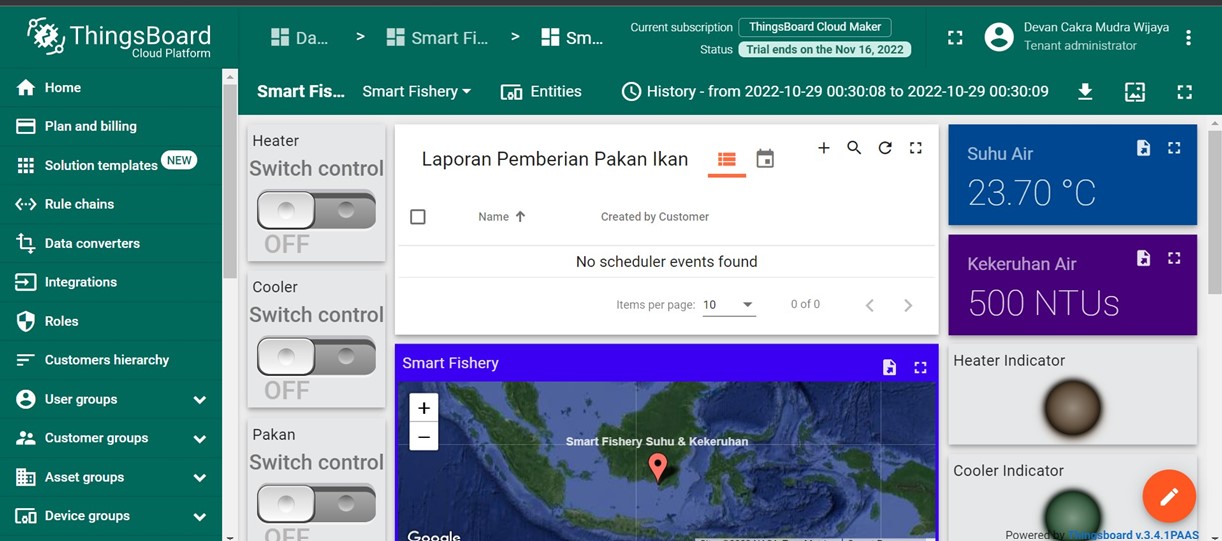 ThingsBoard
Cloud Platform
Da...
>
Smart Fi...
>
Sm...
Current subscription
ThingsBoard Cloud Maker
Status
Trial ends on the Nov 16, 2022
Devan Cakra Mudra Wijaya
Tenant administrator
Smart Fis...
Smart Fishery
Entities
History - from 2022-10-29 00:30:08 to 2022-10-29 00:30:09
Home
Plan and billing
Solution templates NEW
Rule chains
Data converters
Integrations
Roles
Customers hierarchy
User groups
Customer groups
Asset groups
Device groups
Heater
Switch control
OFF
Cooler
Switch control
OFF
Pakan
Switch control
OFF
Laporan Pemberian Pakan Ikan
Name
Created by Customer
No scheduler events found
Items per page: 10
0 of 0
Smart Fishery
+
−
Smart Fishery Suhu & Kekeruhan
Google
Suhu Air
23.70 °C
Kekeruhan Air
500 NTUs
Heater Indicator
Cooler Indicator
Powered by Thingsboard v.3.4.1PAAS